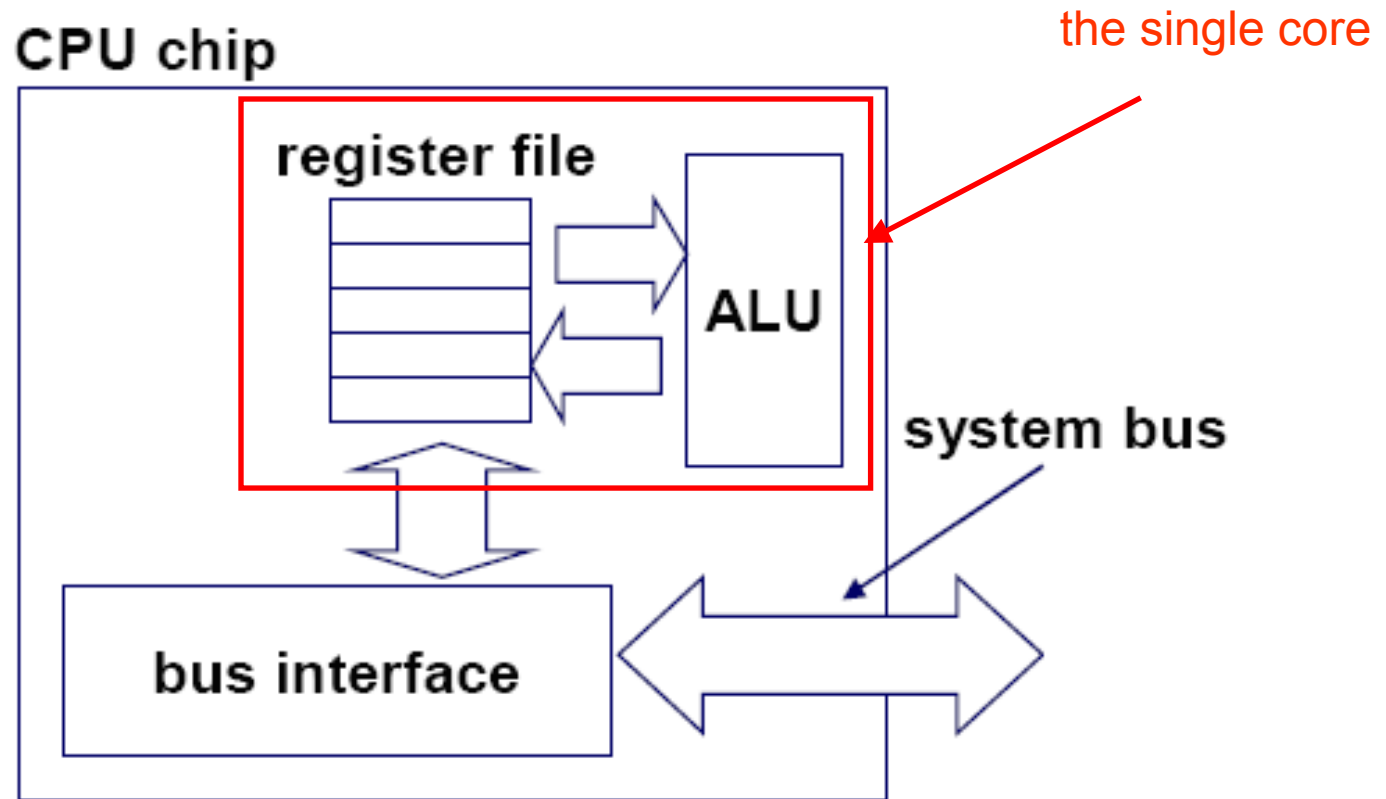 the single core
CPU chip
register file
ALU
system bus
bus interface